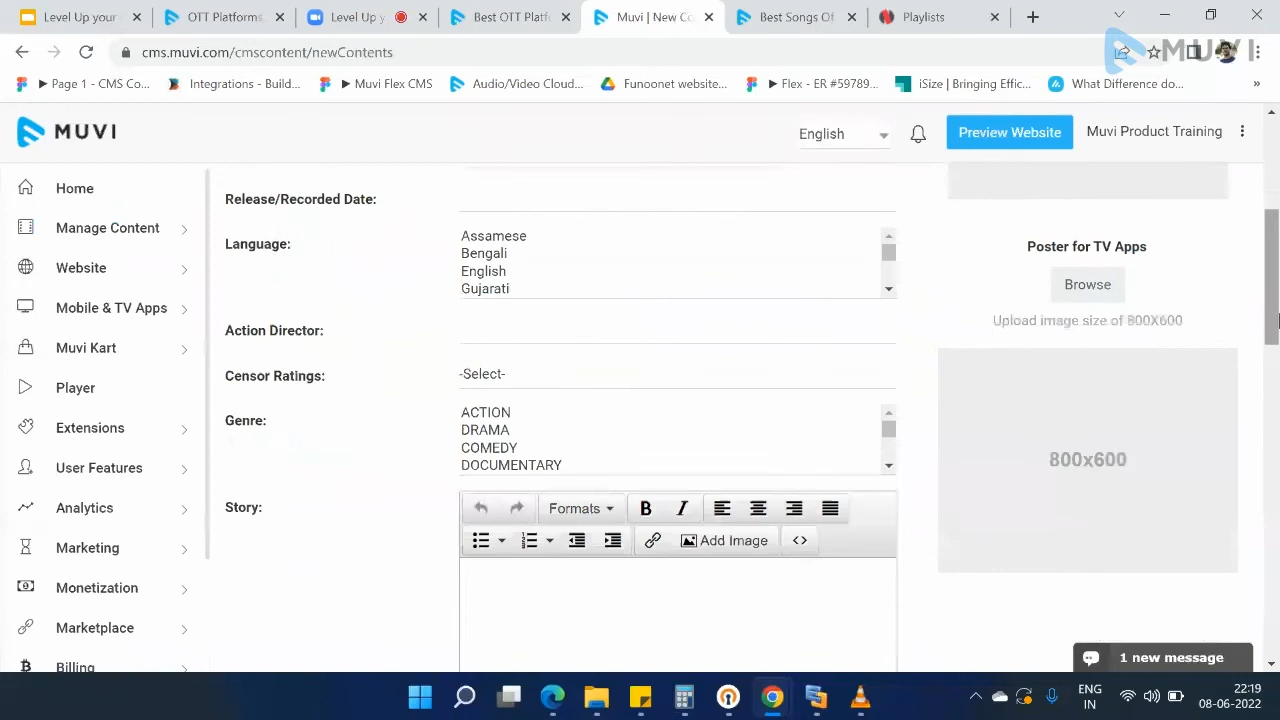 Level up your
OTT Platforms
Level Up y
Best OTT Platf
Muvi | New Co
Best Songs Of
Playlists
cms.muvi.com/cmscontent/newContents
MUVI
► Page 1 - CMS Co...
Integrations - Build...
► Muvi Flex CMS
Audio/Video Cloud...
Funoonet website...
► Flex - ER #59789...
iSize | Bringing Effic...
What Difference do...
»
MUVI
English
Preview Website
Muvi Product Training
Home
Manage Content
Website
Mobile & TV Apps
Muvi Kart
Player
Extensions
User Features
Analytics
Marketing
Monetization
Marketplace
Billing
Release/Recorded Date:
Language:
Assamese
Bengali
English
Gujarati
Action Director:
Censor Ratings:
-Select-
Genre:
ACTION
DRAMA
COMEDY
DOCUMENTARY
Story:
Formats
B
I
Add Image
<>
Poster for TV Apps
Browse
Upload image size of 800X600
800x600
1 new message
ENG
IN
22:19
08-06-2022